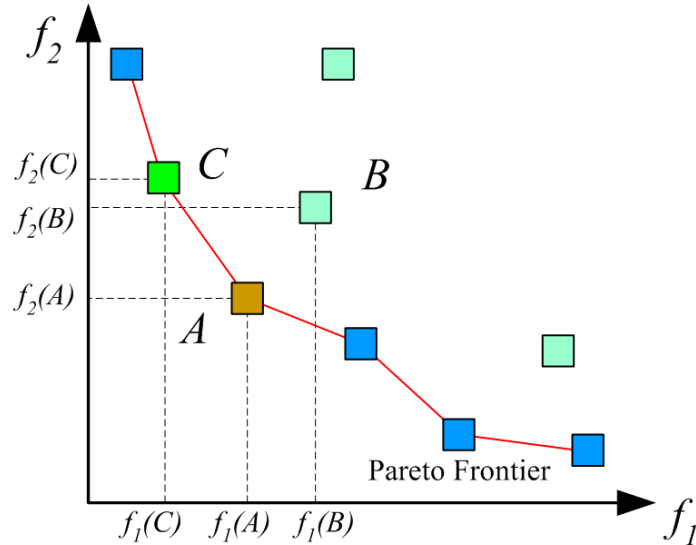 f2
C
f2(C)
B
f2(B)
f2(A)
A
Pareto Frontier
f1(C) f1(A) f1(B)
f1